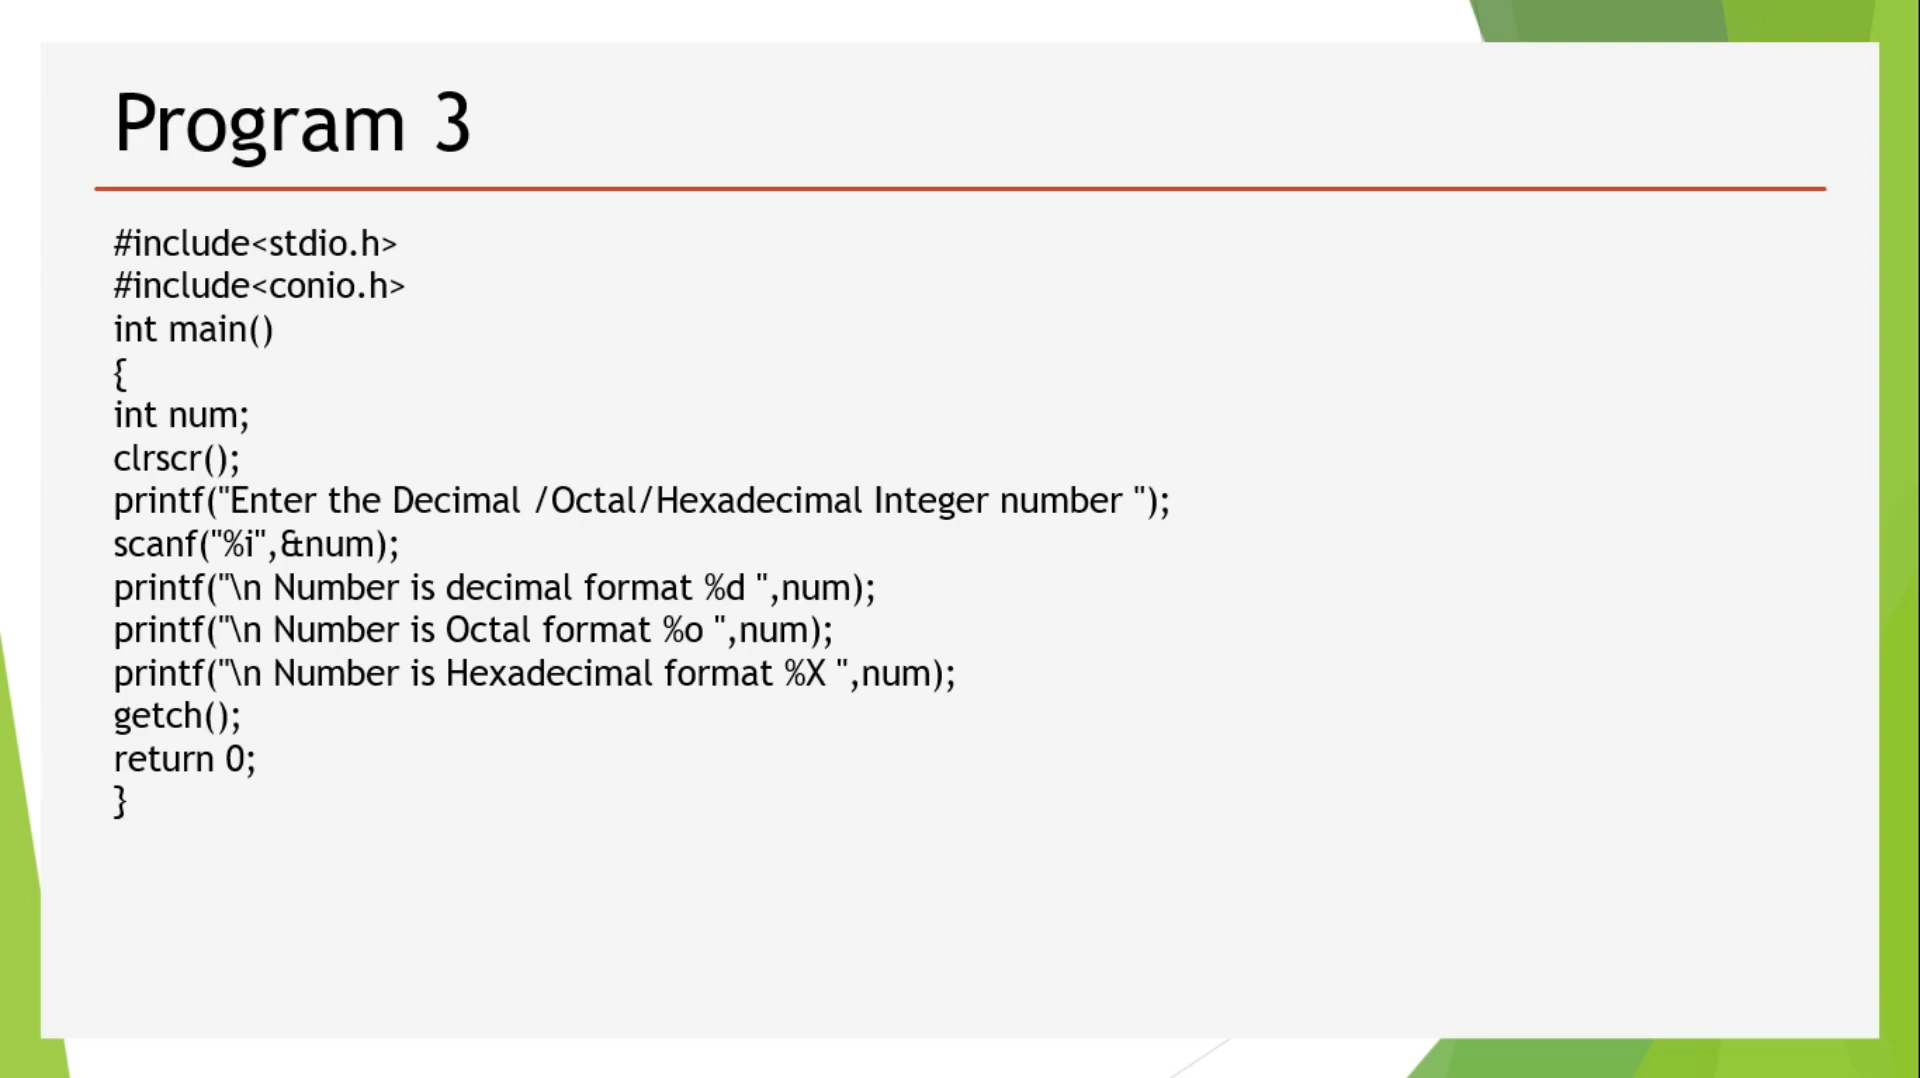 Program 3
#include<stdio.h>
#include<conio.h>
int main()
{
int num;
clrscr();
printf("Enter the Decimal /Octal/Hexadecimal Integer number ");
scanf("%i",&num);
printf("\n Number is decimal format %d ",num);
printf("\n Number is Octal format %o ",num);
printf("\n Number is Hexadecimal format %X ",num);
getch();
return 0;
}